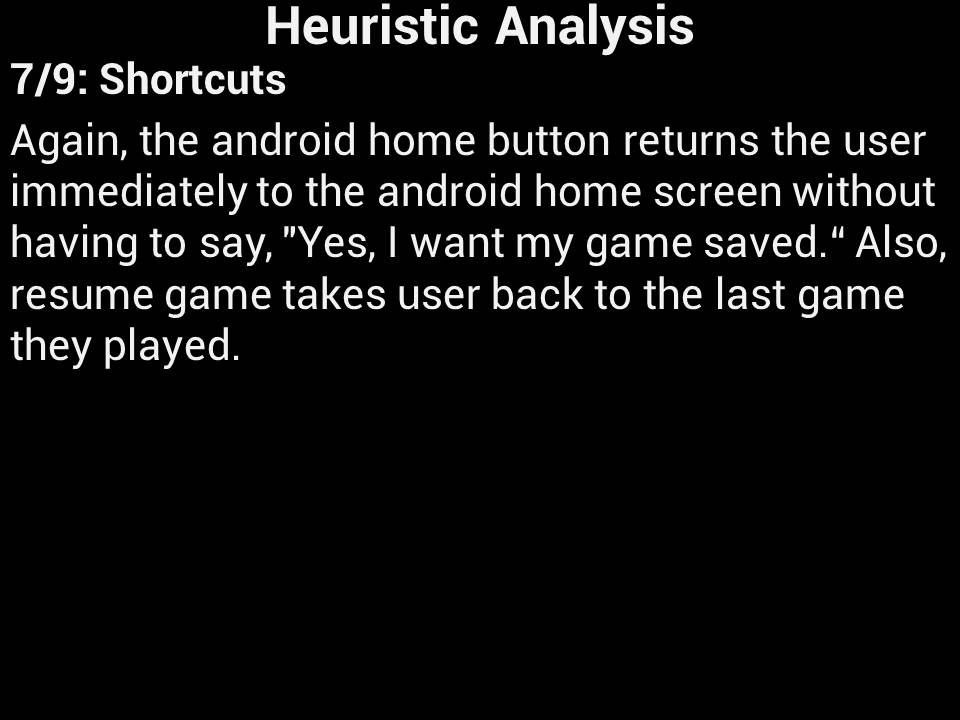 Heuristic Analysis
7/9: Shortcuts
Again, the android home button returns the user
immediately to the android home screen without
having to say, "Yes, I want my game saved.“ Also,
resume game takes user back to the last game
they played.